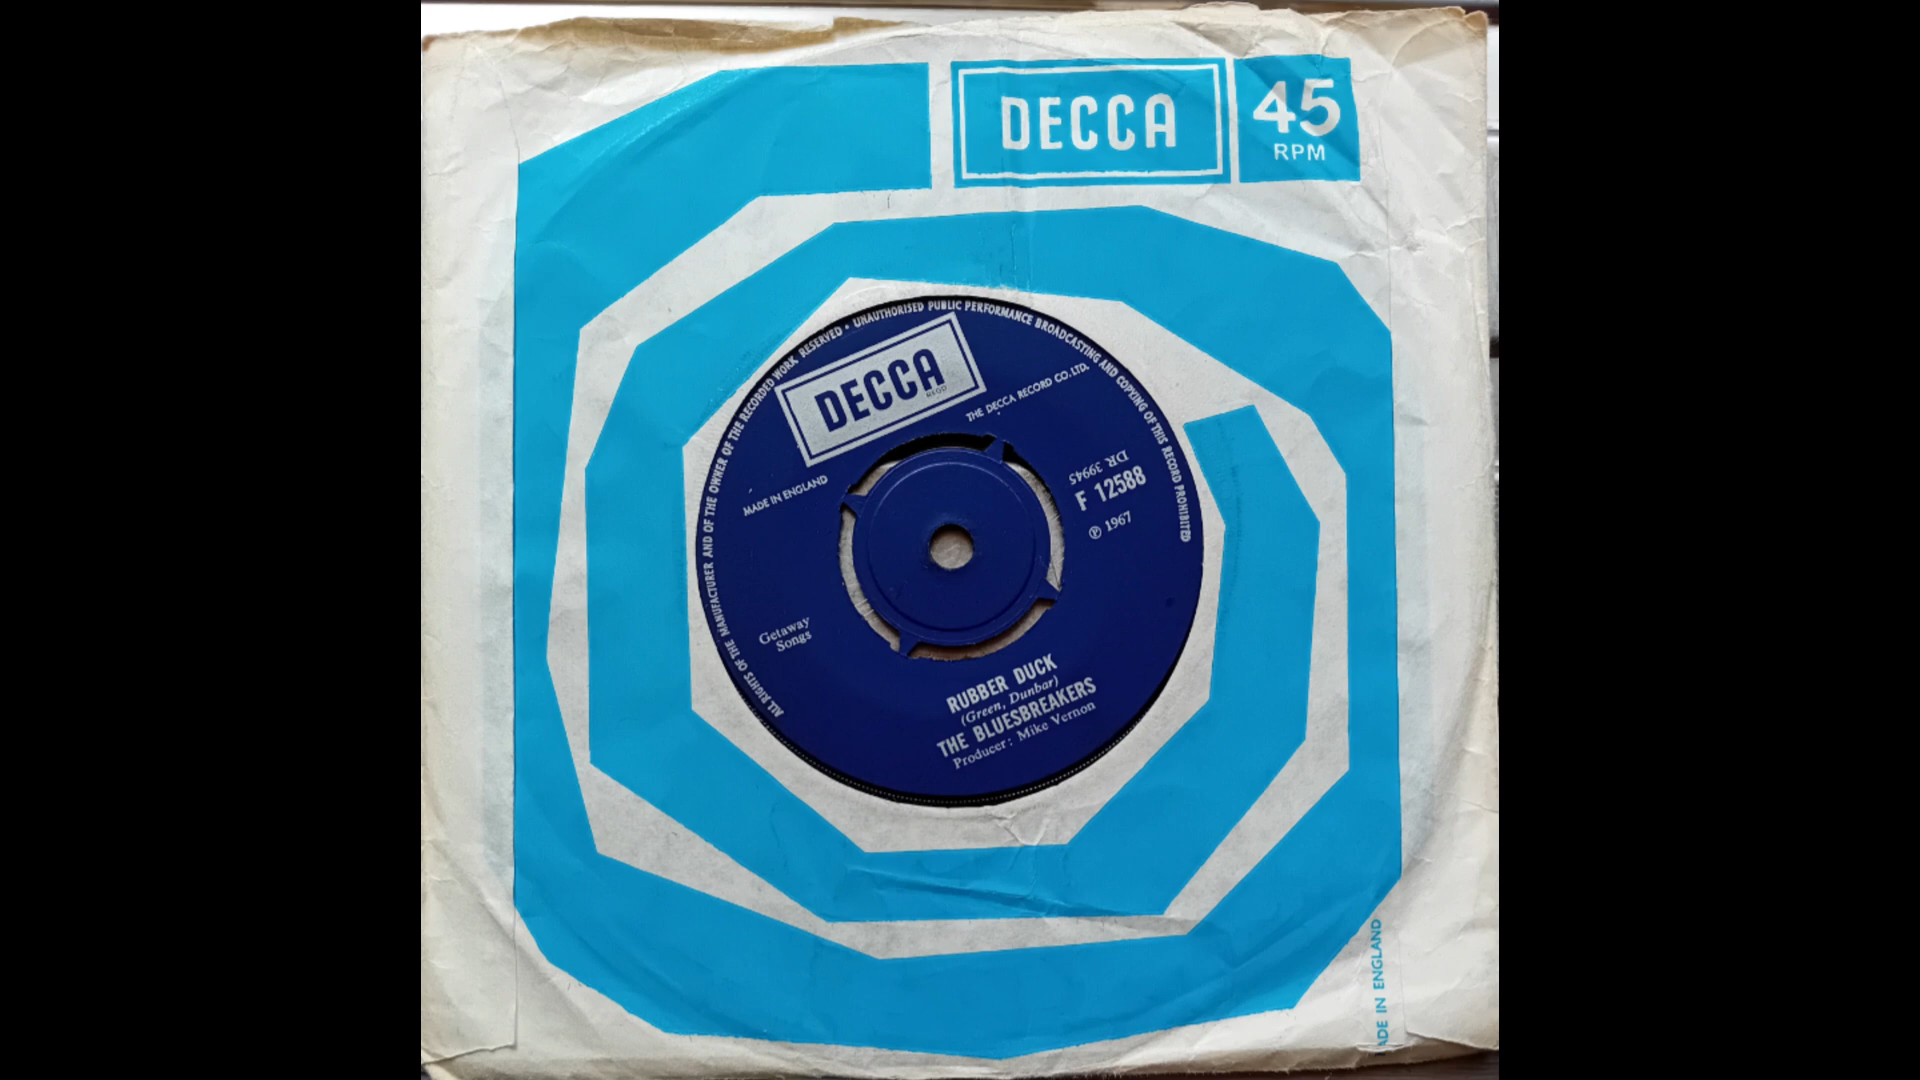 DECCA
45
RPM
ALL RIGHTS OF THE MANUFACTURER AND OF THE OWNER OF THE RECORDED WORK RESERVED • UNAUTHORISED PUBLIC PERFORMANCE BROADCASTING AND COPYING OF THIS RECORD PROHIBITED
DECCA
REGD
THE DECCA RECORD CO. LTD.
MADE IN ENGLAND
DR. 39945
F 12588
℗ 1967
Getaway
Songs
RUBBER DUCK
(Green, Dunbar)
THE BLUESBREAKERS
Producer: Mike Vernon
MADE IN ENGLAND